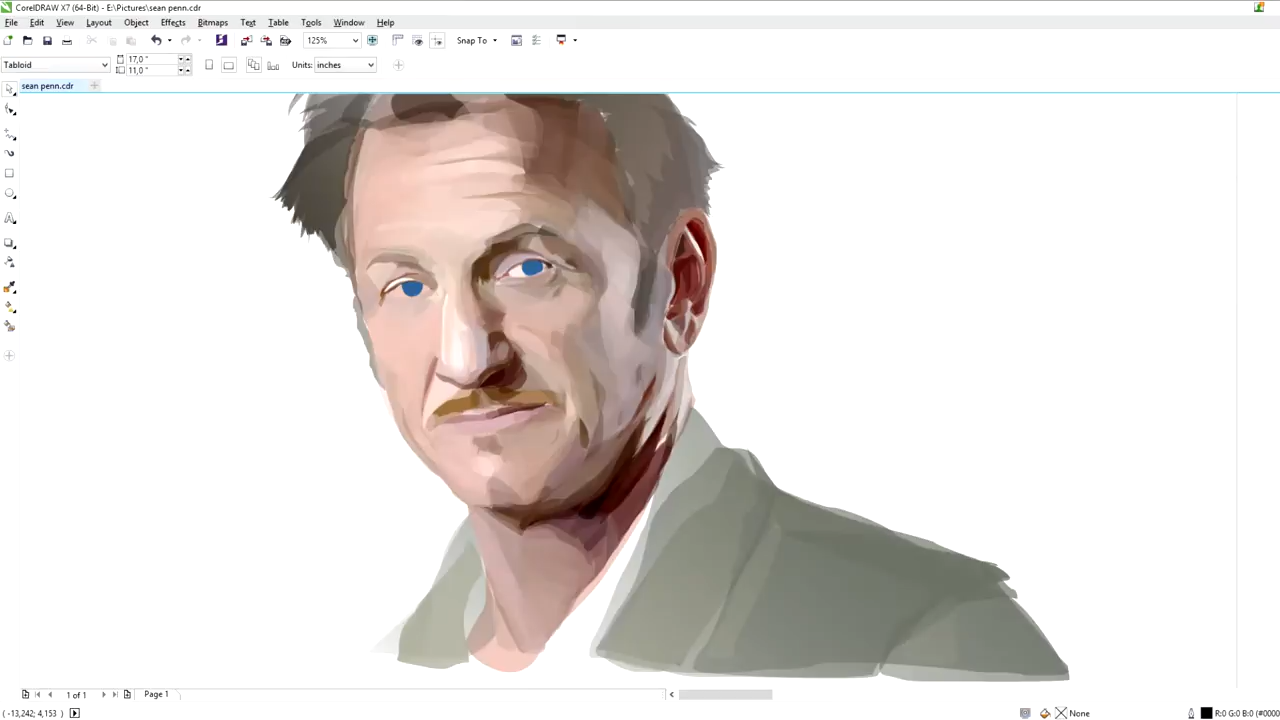 CorelDRAW X7 (64-Bit) - E:\Pictures\sean penn.cdr
File Edit View Layout Object Effects Bitmaps Text Table Tools Window Help
125% Snap To
Tabloid 17,0 " 11,0 " Units: inches
sean penn.cdr
1 of 1 Page 1
( -13,242; 4,153 ) None R:0 G:0 B:0 (#0000